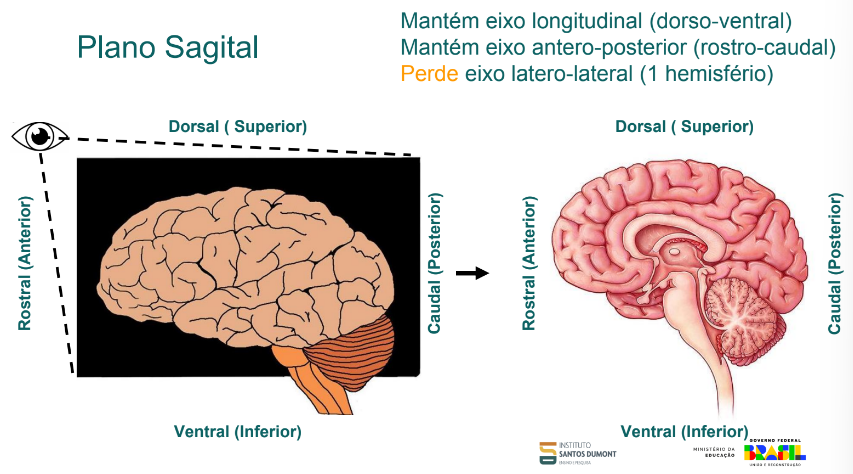 Plano Sagital
Mantém eixo longitudinal (dorso-ventral)
Mantém eixo antero-posterior (rostro-caudal)
Perde eixo latero-lateral (1 hemisfério)
Dorsal ( Superior)
Rostral (Anterior)
Caudal (Posterior)
Ventral (Inferior)
Dorsal ( Superior)
Rostral (Anterior)
Caudal (Posterior)
Ventral (Inferior)
INSTITUTO
SANTOS DUMONT
ENSINO E PESQUISA
MINISTÉRIO DA
EDUCAÇÃO
GOVERNO FEDERAL
BRASIL
UNIÃO E RECONSTRUÇÃO